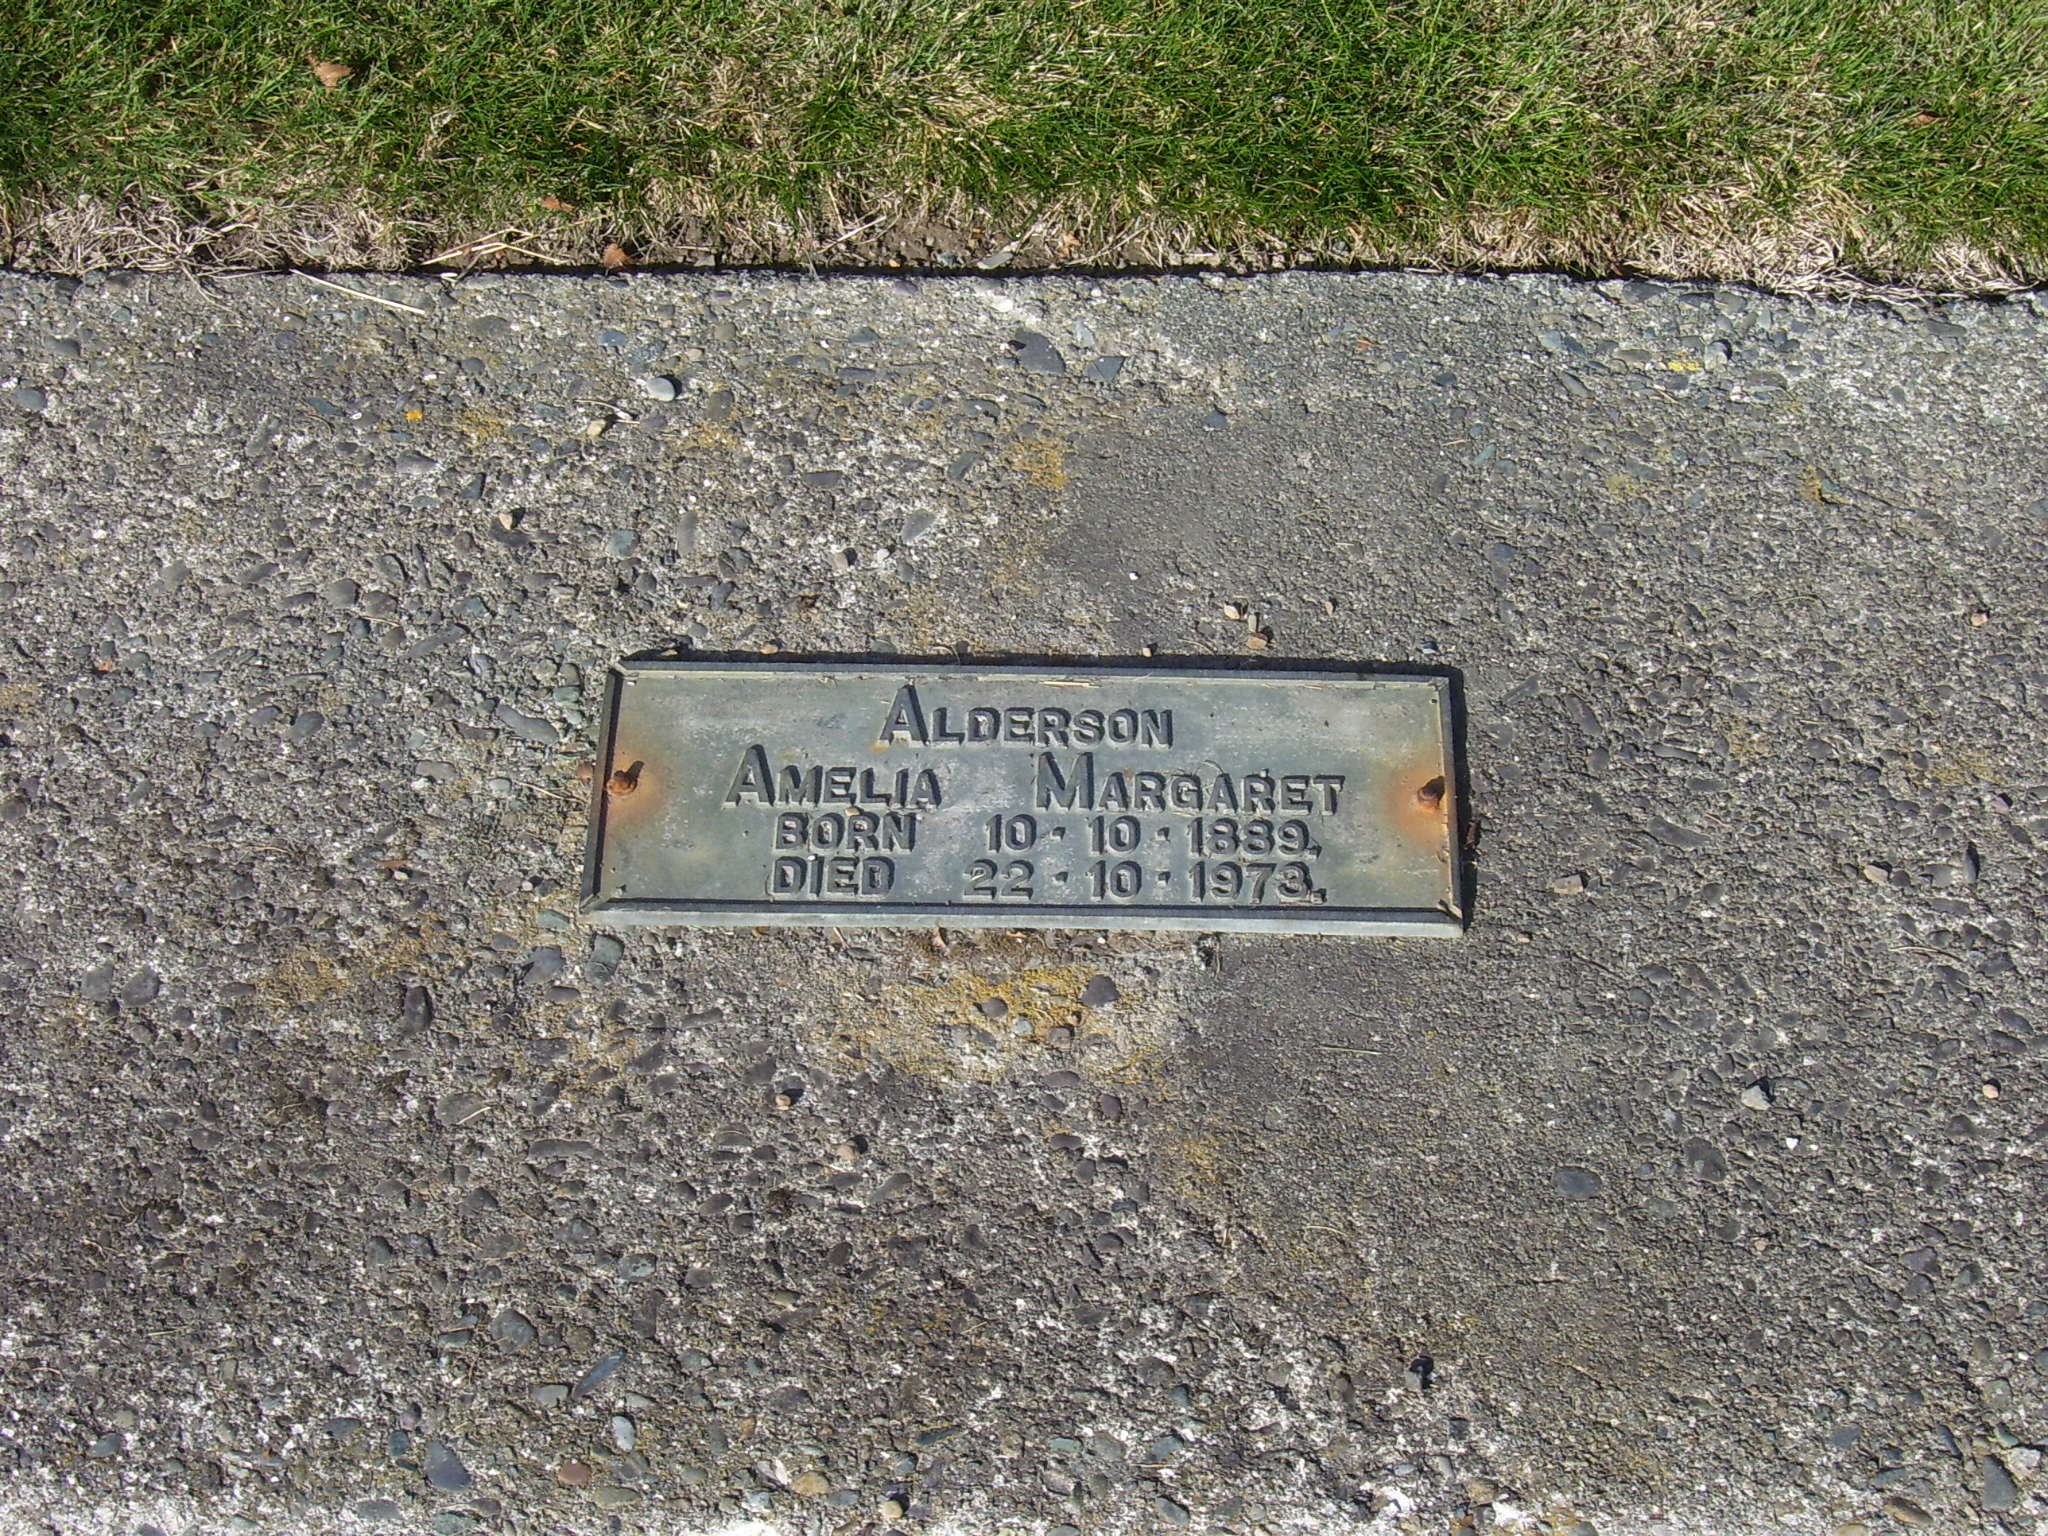 ALDERSON
AMELIA MARGARET
BORN 10·10·1889.
DIED 22·10·1973.